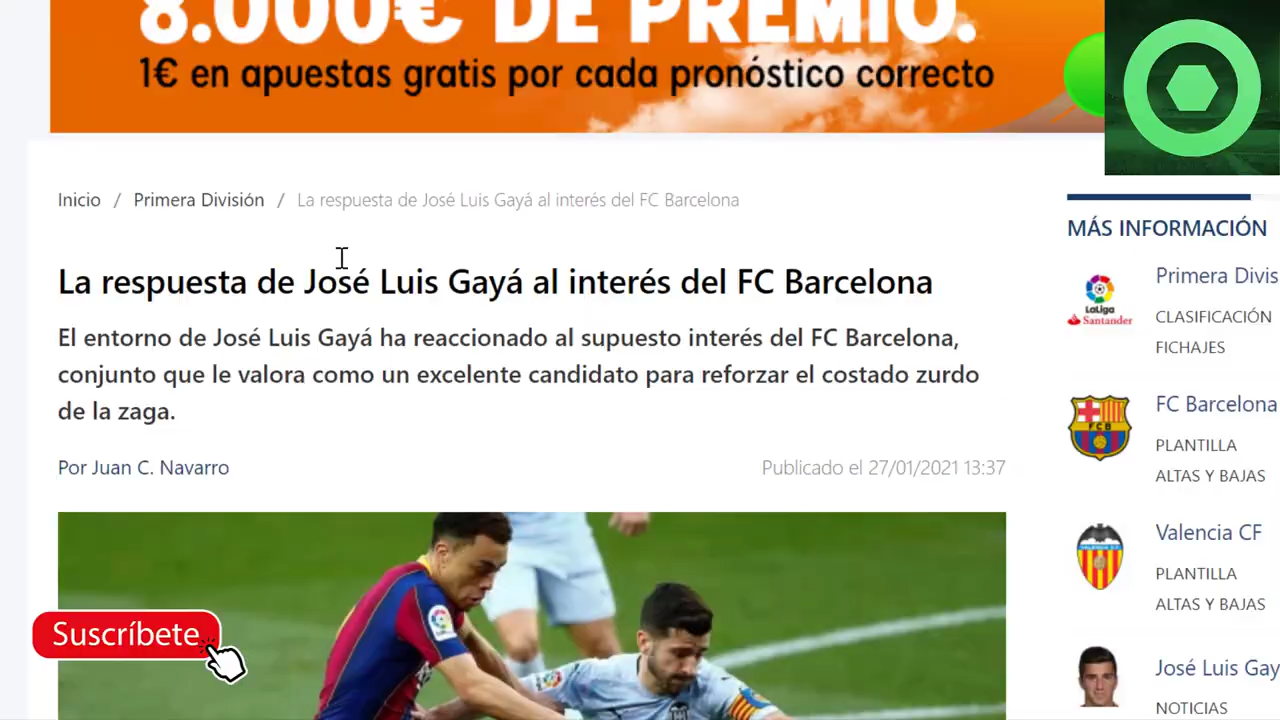 8.000€ DE PREMIO.
1€ en apuestas gratis por cada pronóstico correcto
Inicio / Primera División / La respuesta de José Luis Gayá al interés del FC Barcelona
La respuesta de José Luis Gayá al interés del FC Barcelona
El entorno de José Luis Gayá ha reaccionado al supuesto interés del FC Barcelona,
conjunto que le valora como un excelente candidato para reforzar el costado zurdo
de la zaga.
Por Juan C. Navarro
Publicado el 27/01/2021 13:37
Suscríbete
MÁS INFORMACIÓN
LaLiga
Santander
Primera Divis
CLASIFICACIÓN
FICHAJES
FCB
FC Barcelona
PLANTILLA
ALTAS Y BAJAS
Valencia CF
PLANTILLA
ALTAS Y BAJAS
José Luis Gay
NOTICIAS